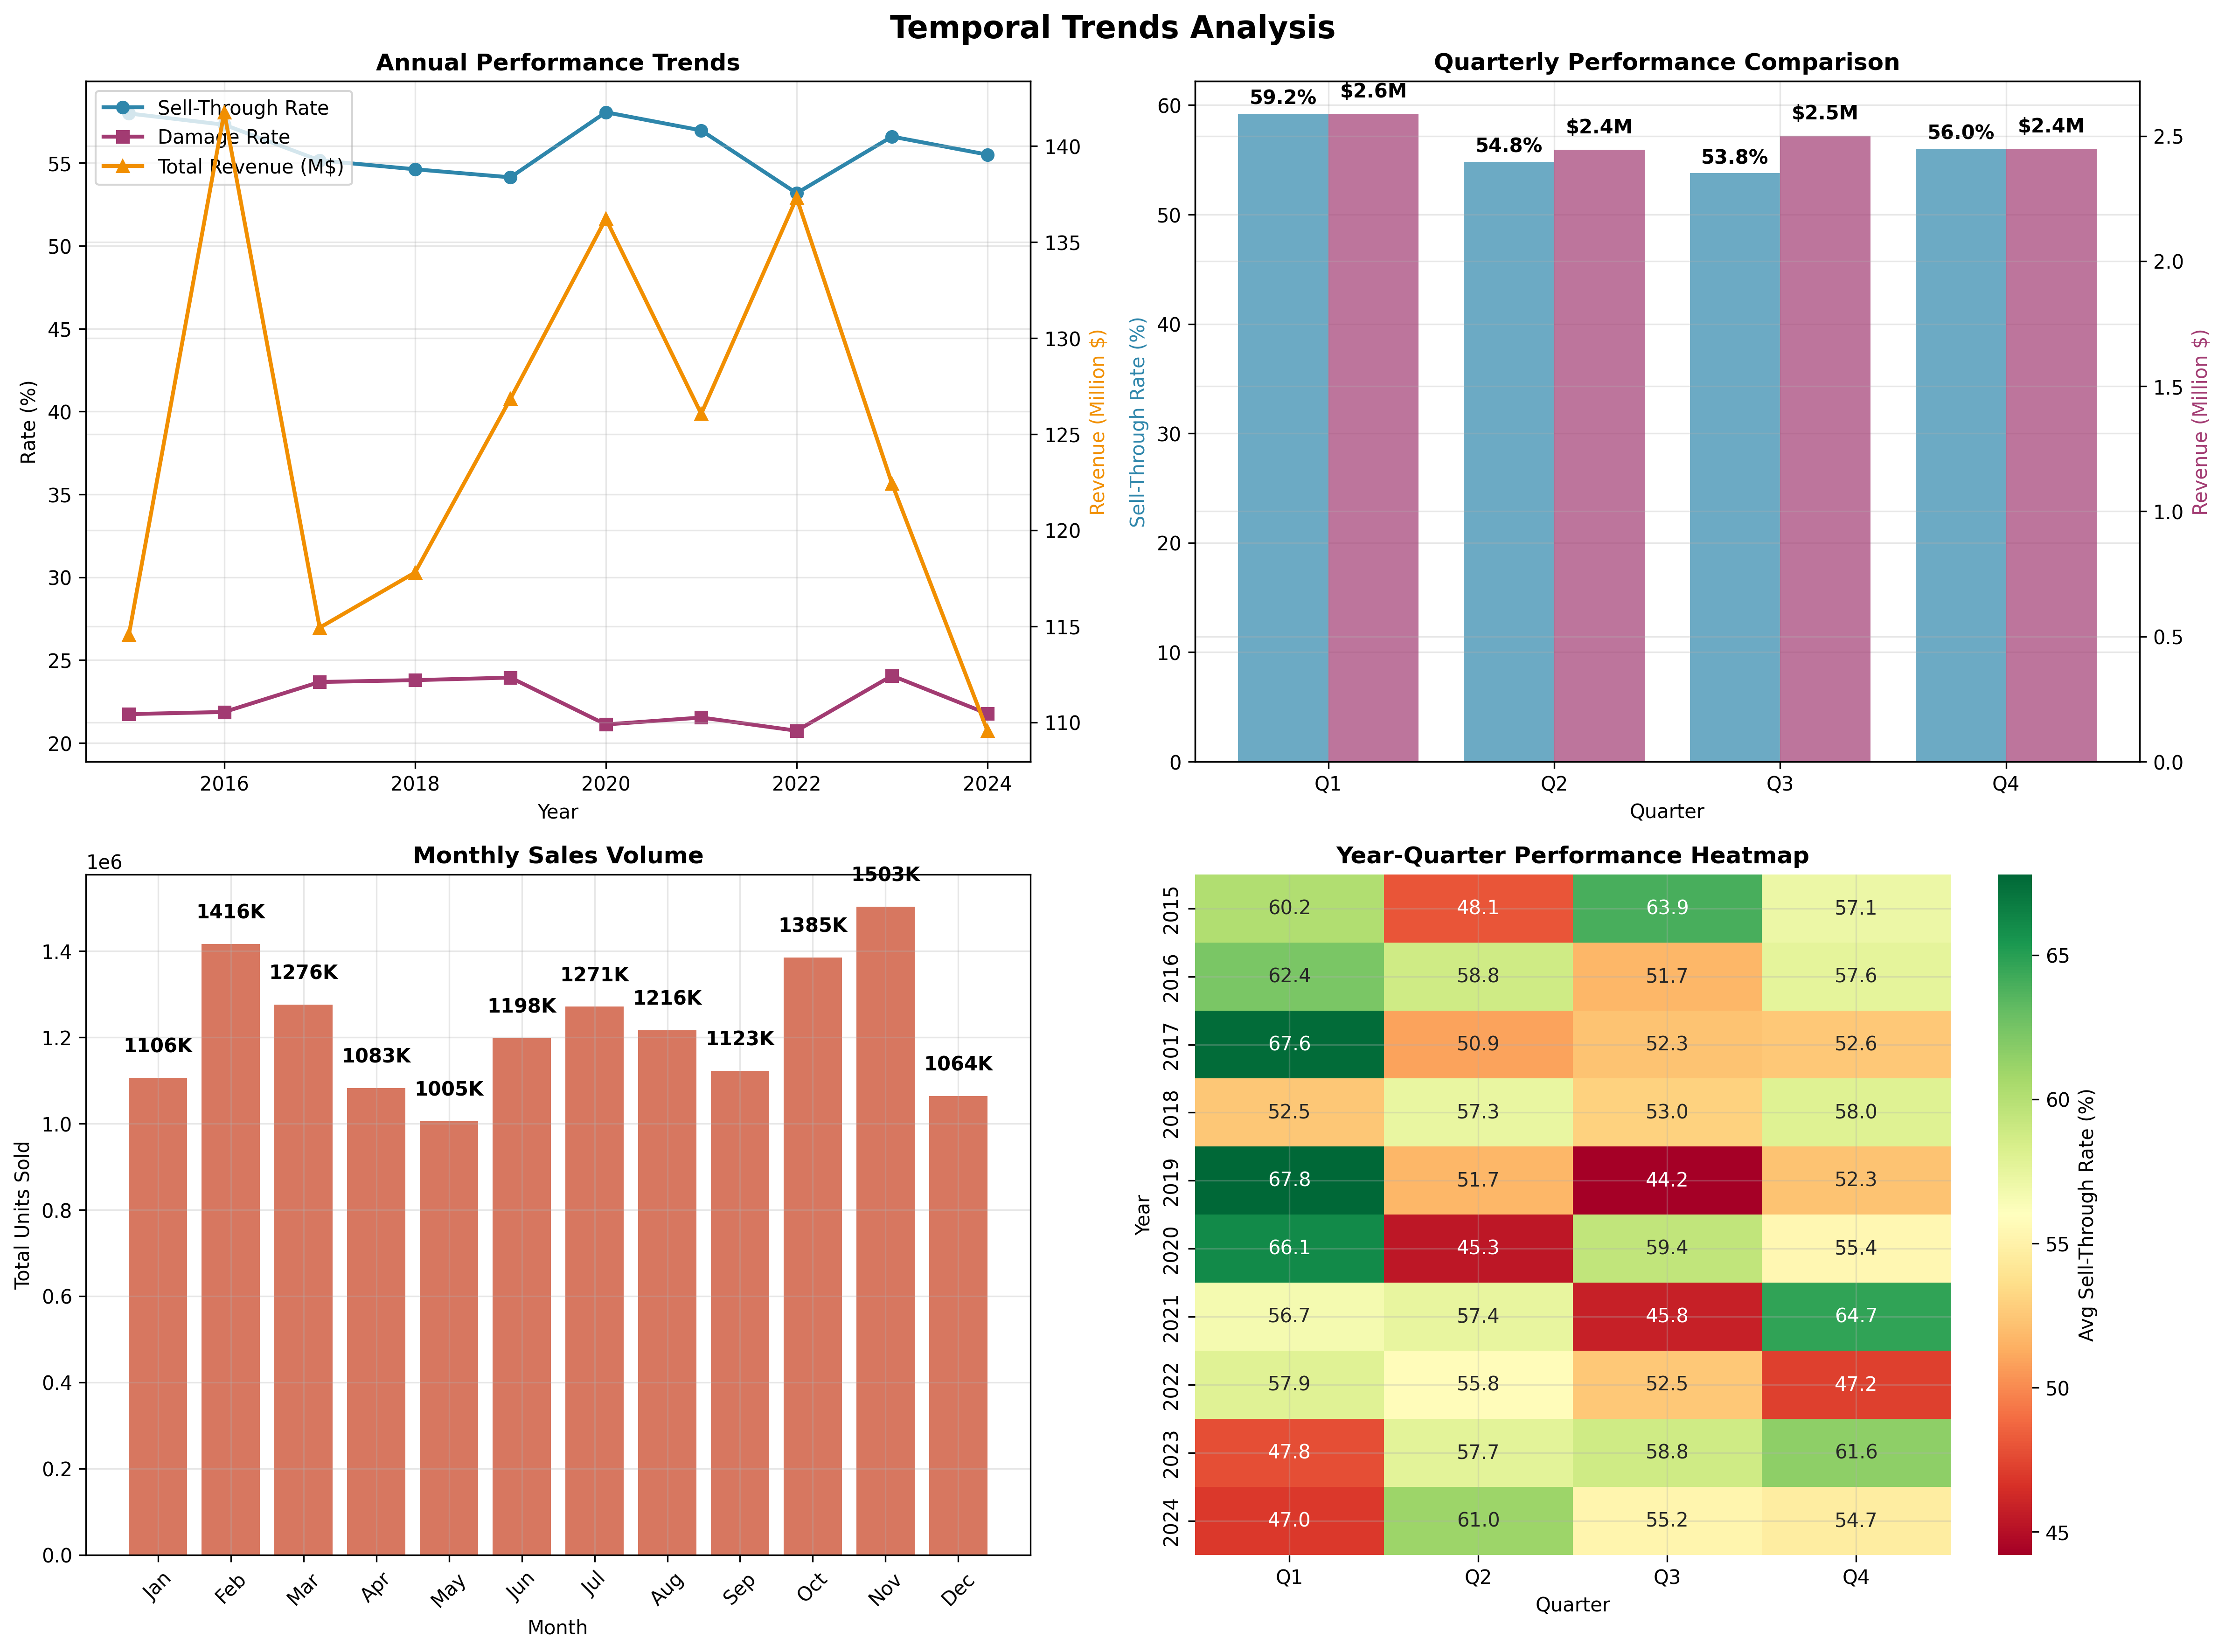 Temporal Trends Analysis
Annual Performance Trends
Sell-Through Rate
Damage Rate
Total Revenue (M$)
Rate (%)
55
50
45
40
35
30
25
20
140
135
130
125
120
115
110
Revenue (Million $)
2016 2018 2020 2022 2024
Year
Quarterly Performance Comparison
Sell-Through Rate (%)
60
50
40
30
20
10
0
59.2% $2.6M 54.8% $2.4M 53.8% $2.5M 56.0% $2.4M
2.5
2.0
1.5
1.0
0.5
0.0
Revenue (Million $)
Q1 Q2 Q3 Q4
Quarter
Monthly Sales Volume
1e6
Total Units Sold
1.4
1.2
1.0
0.8
0.6
0.4
0.2
0.0
1106K 1416K 1276K 1083K 1005K 1198K 1271K 1216K 1123K 1385K 1503K 1064K
Jan Feb Mar Apr May Jun Jul Aug Sep Oct Nov Dec
Month
Year-Quarter Performance Heatmap
Year
2015 60.2 48.1 63.9 57.1
2016 62.4 58.8 51.7 57.6
2017 67.6 50.9 52.3 52.6
2018 52.5 57.3 53.0 58.0
2019 67.8 51.7 44.2 52.3
2020 66.1 45.3 59.4 55.4
2021 56.7 57.4 45.8 64.7
2022 57.9 55.8 52.5 47.2
2023 47.8 57.7 58.8 61.6
2024 47.0 61.0 55.2 54.7
Q1 Q2 Q3 Q4
Quarter
65
60
55
50
45
Avg Sell-Through Rate (%)